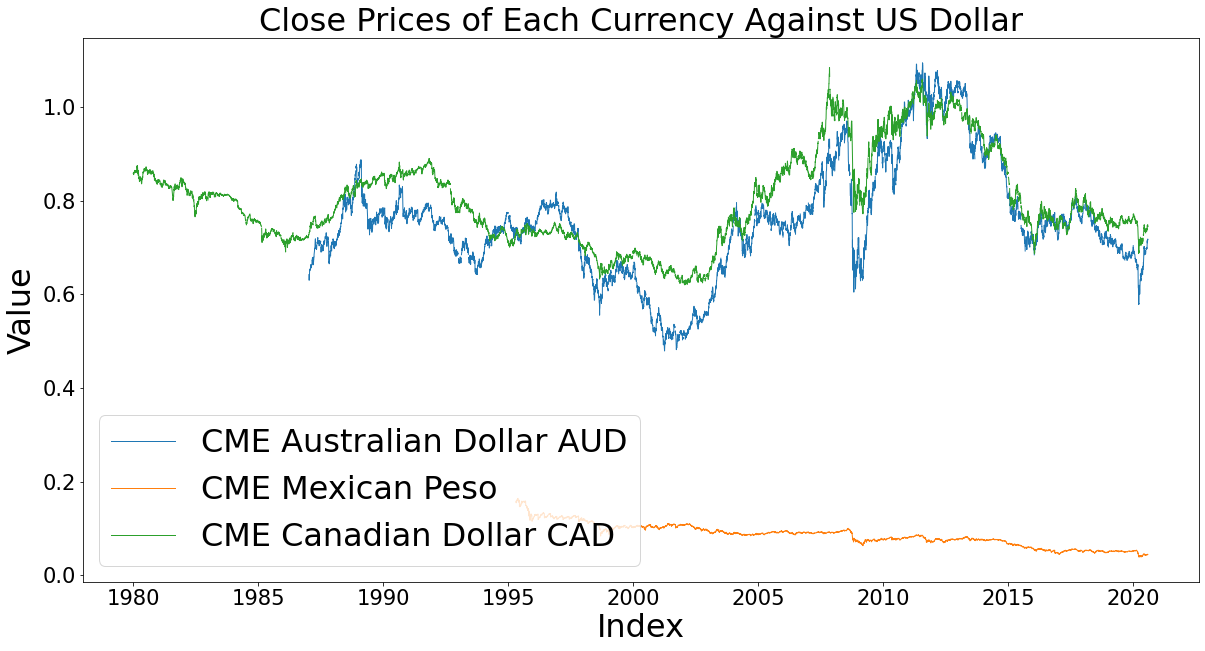 Close Prices of Each Currency Against US Dollar
Value
1.0
0.8
0.6
0.4
0.2
0.0
CME Australian Dollar AUD
CME Mexican Peso
CME Canadian Dollar CAD
1980 1985 1990 1995 2000 2005 2010 2015 2020
Index